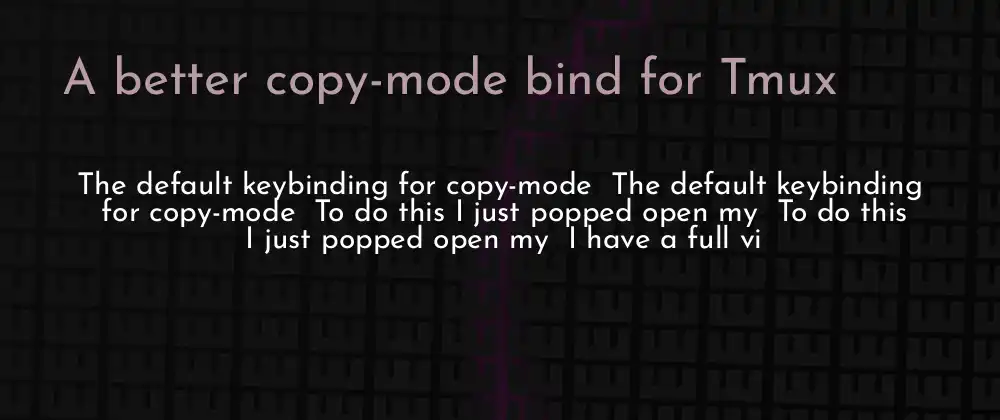 A better copy-mode bind for Tmux
The default keybinding for copy-mode  The default keybinding
for copy-mode  To do this I just popped open my  To do this
I just popped open my  I have a full vi